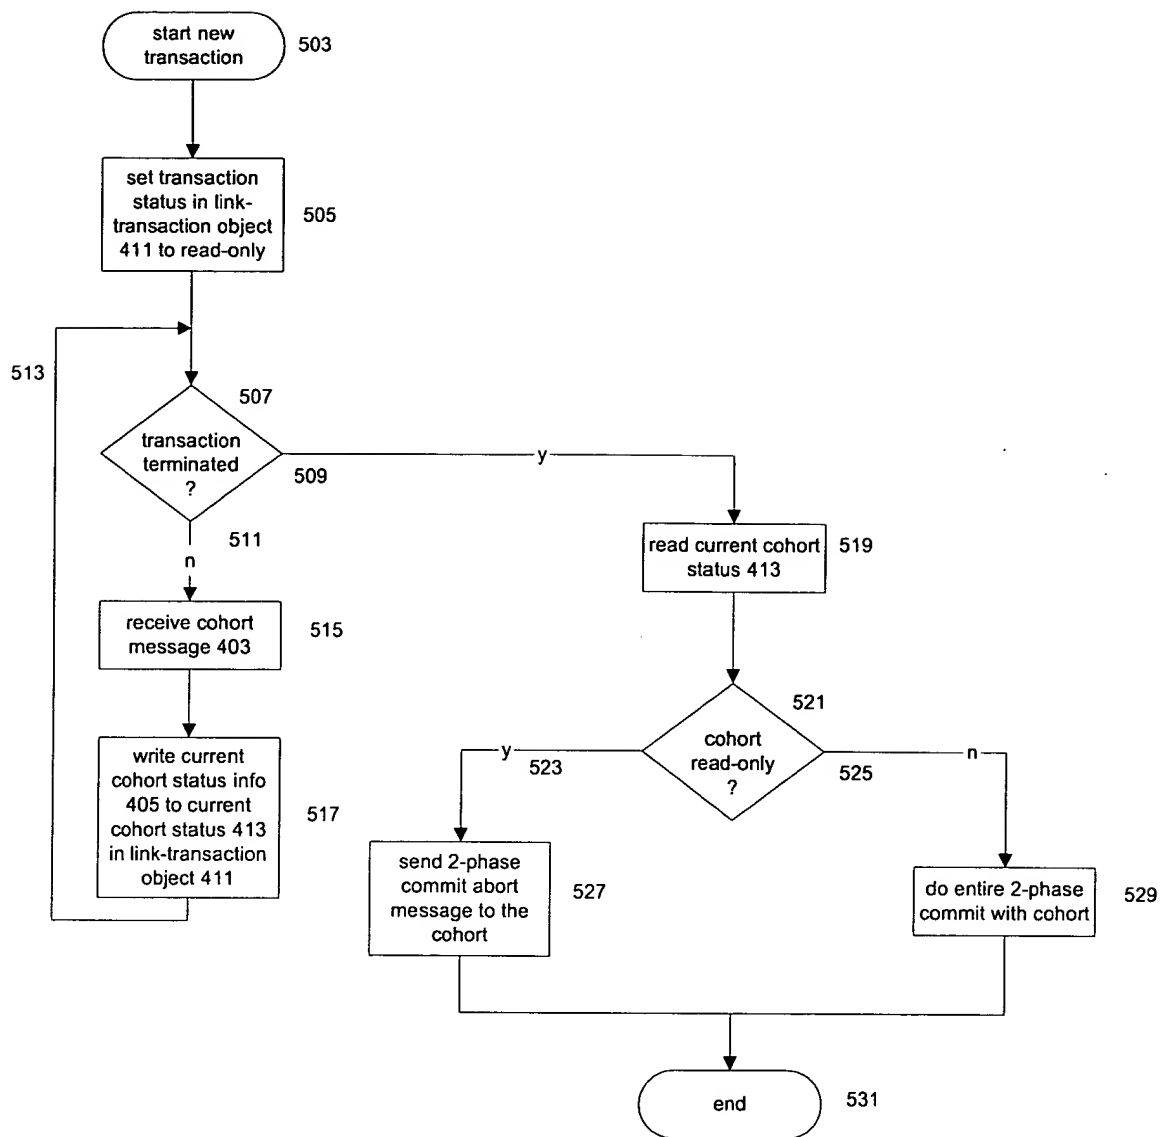 start new
transaction
503
set transaction
status in link-
transaction object
411 to read-only
505
513
507
transaction
terminated
?
509
y
511
n
receive cohort
message 403
515
write current
cohort status info
405 to current
cohort status 413
in link-transaction
object 411
517
read current cohort
status 413
519
521
cohort
read-only
?
y
523
525
n
send 2-phase
commit abort
message to the
cohort
527
do entire 2-phase
commit with cohort
529
end
531